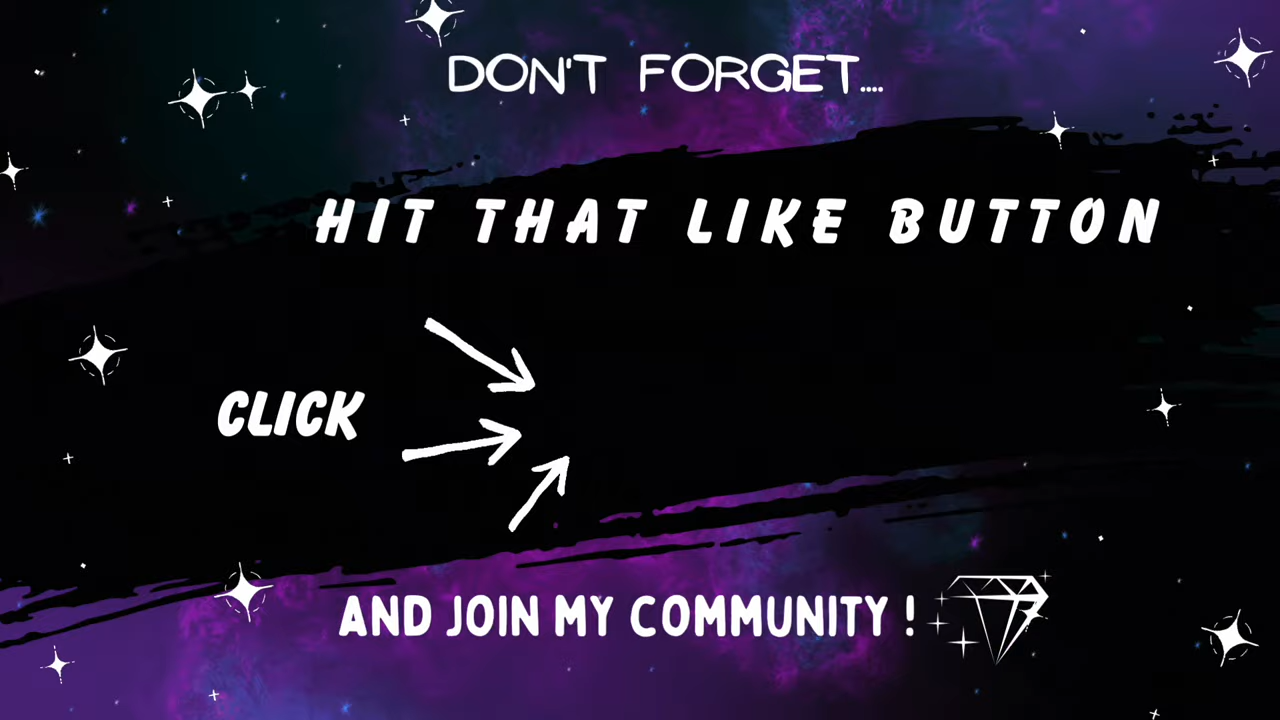 DON'T FORGET....
HIT THAT LIKE BUTTON
CLICK
AND JOIN MY COMMUNITY !